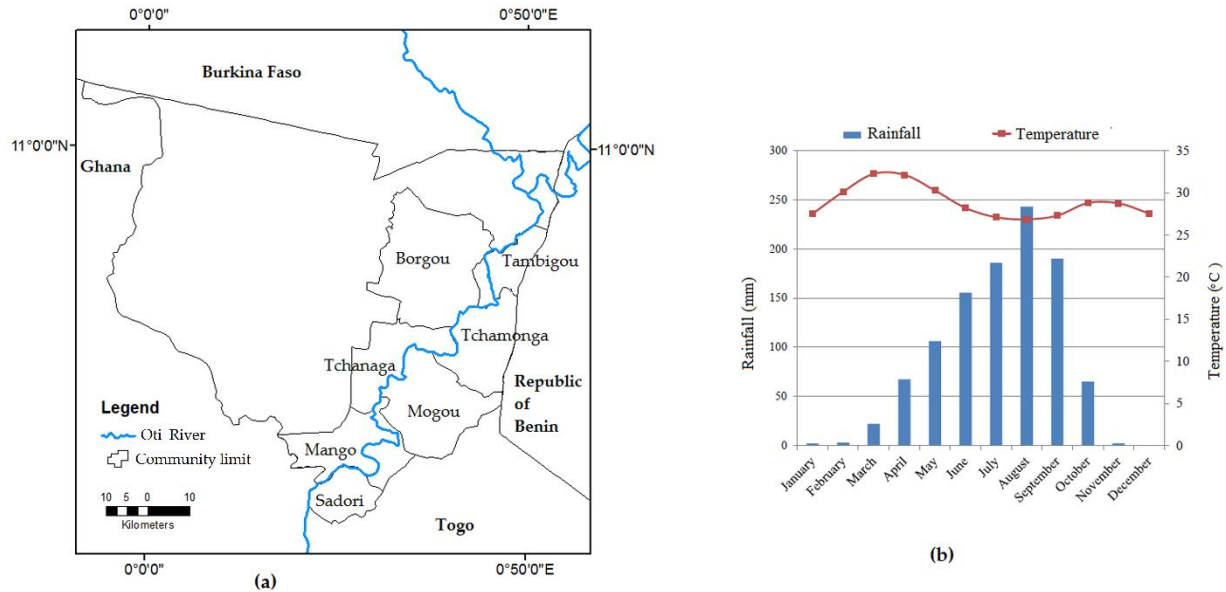 0°0'0"
0°50'0"E
Burkina Faso
11°0'0"N
11°0'0"N
Ghana
Borgou
Tambigou
Tchamonga
Tchanaga
Republic
of
Benin
Mogou
Legend
Oti River
Community limit
Mango
Sadori
10 5 0 10
Kilometers
Togo
0°0'0"
0°50'0"E
(a)
Rainfall
Temperature
300
250
200
150
100
50
0
Rainfall (mm)
35
30
25
20
15
10
5
0
Temperature (°C)
January
February
March
April
May
June
July
August
September
October
November
December
(b)